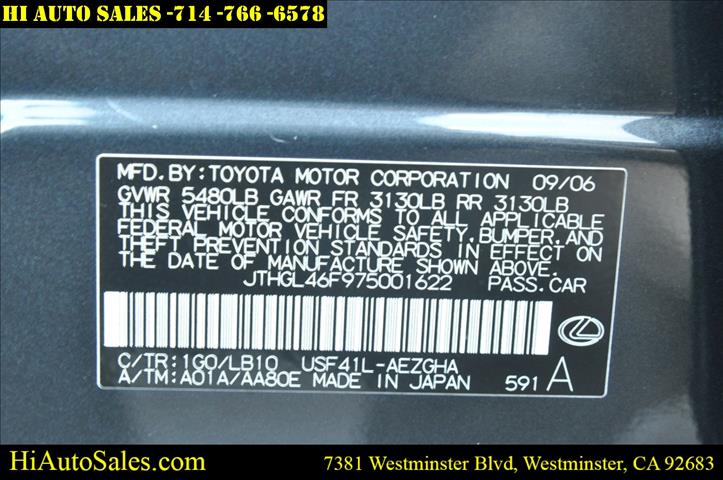 HI AUTO SALES -714 -766 -6578
MFD.BY:TOYOTA MOTOR CORPORATION 09/06
GVWR 5480LB GAWR FR 3130LB RR 3130LB
THIS VEHICLE CONFORMS TO ALL APPLICABLE
FEDERAL MOTOR VEHICLE SAFETY,BUMPER,AND
THEFT PREVENTION STANDARDS IN EFFECT ON
THE DATE OF MANUFACTURE SHOWN ABOVE.
JTHGL46F975001622 PASS.CAR
C/TR:1G0/LB10 USF41L-AEZGHA
A/TM:A01A/AA80E MADE IN JAPAN 591 A
HiAutoSales.com 7381 Westminster Blvd, Westminster, CA 92683